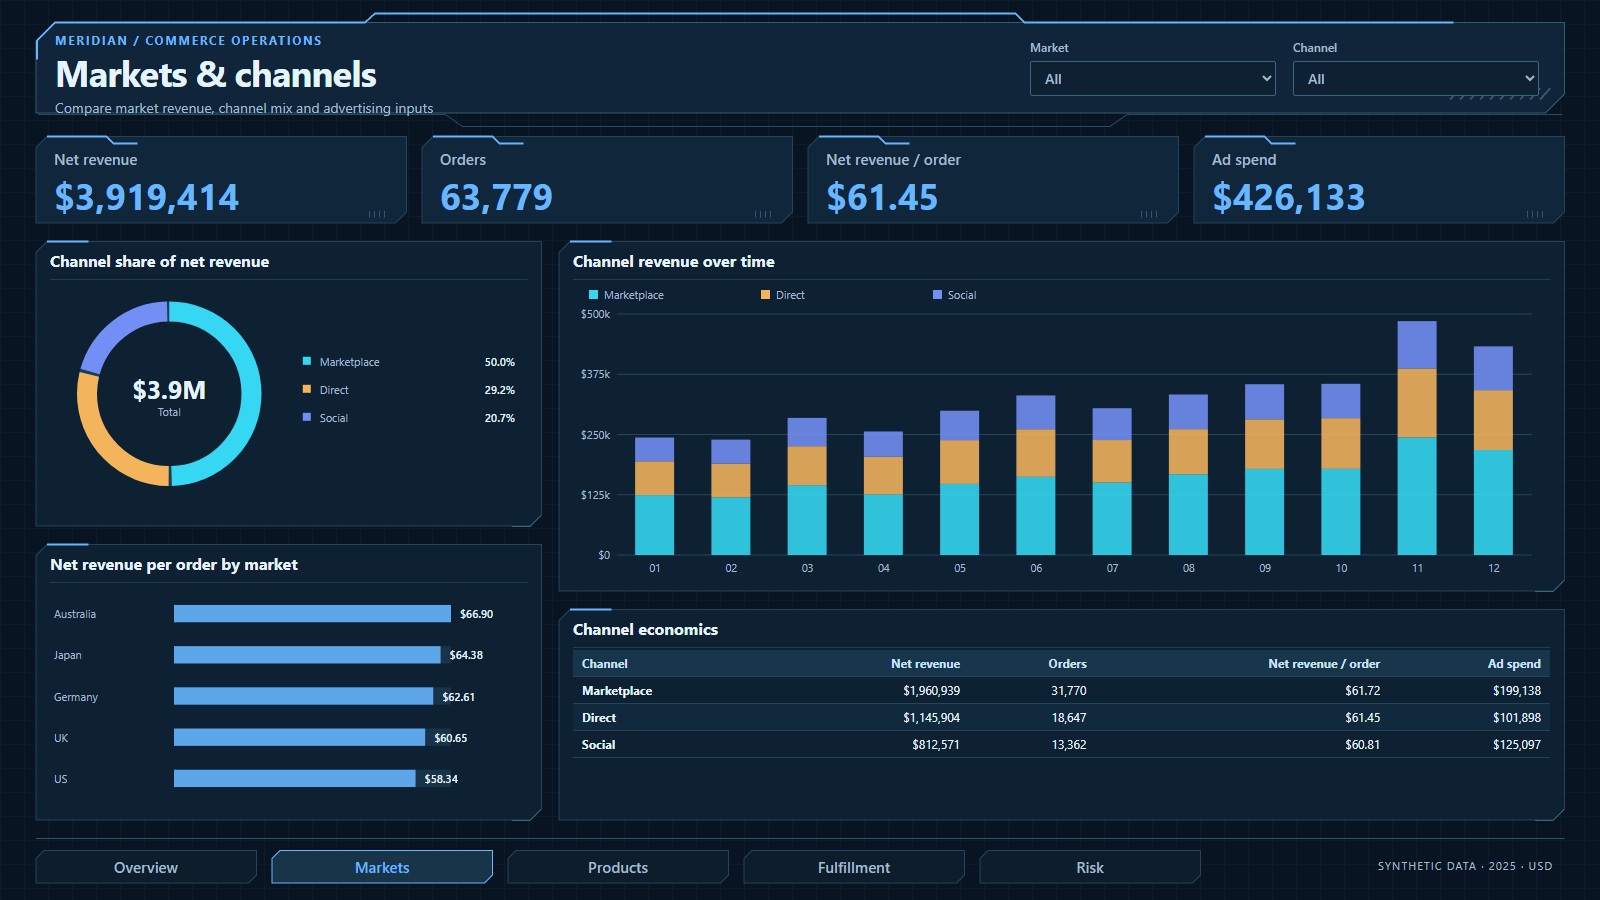 MERIDIAN / COMMERCE OPERATIONS
Markets & channels
Compare market revenue, channel mix and advertising inputs
Market
All
Channel
All
Net revenue
$3,919,414
Orders
63,779
Net revenue / order
$61.45
Ad spend
$426,133
Channel share of net revenue
$3.9M
Total
Marketplace 50.0%
Direct 29.2%
Social 20.7%
Channel revenue over time
Marketplace Direct Social
$500k
$375k
$250k
$125k
$0
01 02 03 04 05 06 07 08 09 10 11 12
Net revenue per order by market
Australia $66.90
Japan $64.38
Germany $62.61
UK $60.65
US $58.34
Channel economics
Channel Net revenue Orders Net revenue / order Ad spend
Marketplace $1,960,939 31,770 $61.72 $199,138
Direct $1,145,904 18,647 $61.45 $101,898
Social $812,571 13,362 $60.81 $125,097
Overview Markets Products Fulfillment Risk
SYNTHETIC DATA · 2025 · USD